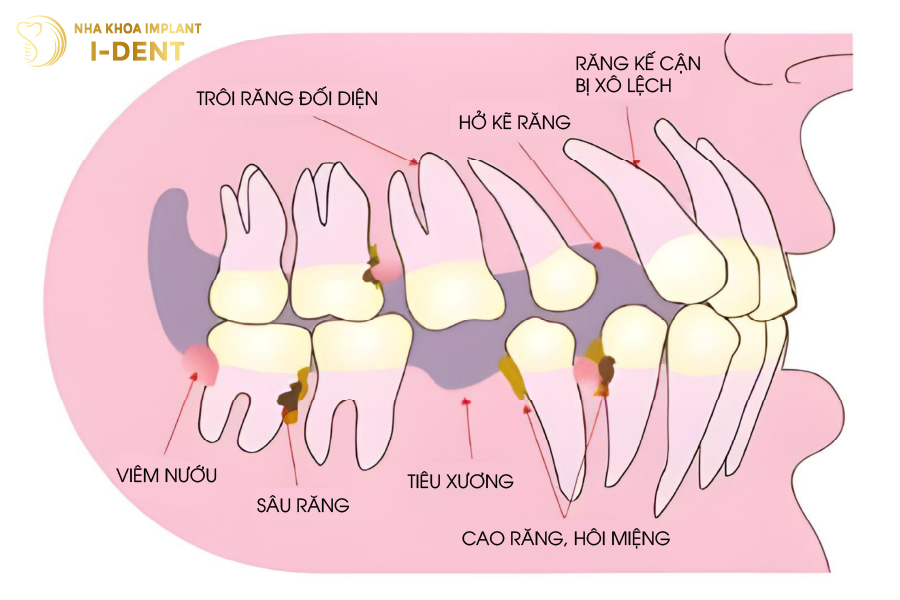 NHA KHOA IMPLANT
I-DENT
RĂNG KẾ CẬN
BỊ XÔ LỆCH
TRÔI RĂNG ĐỐI DIỆN
HỞ KẼ RĂNG
VIÊM NƯỚU
TIÊU XƯƠNG
SÂU RĂNG
CAO RĂNG, HÔI MIỆNG